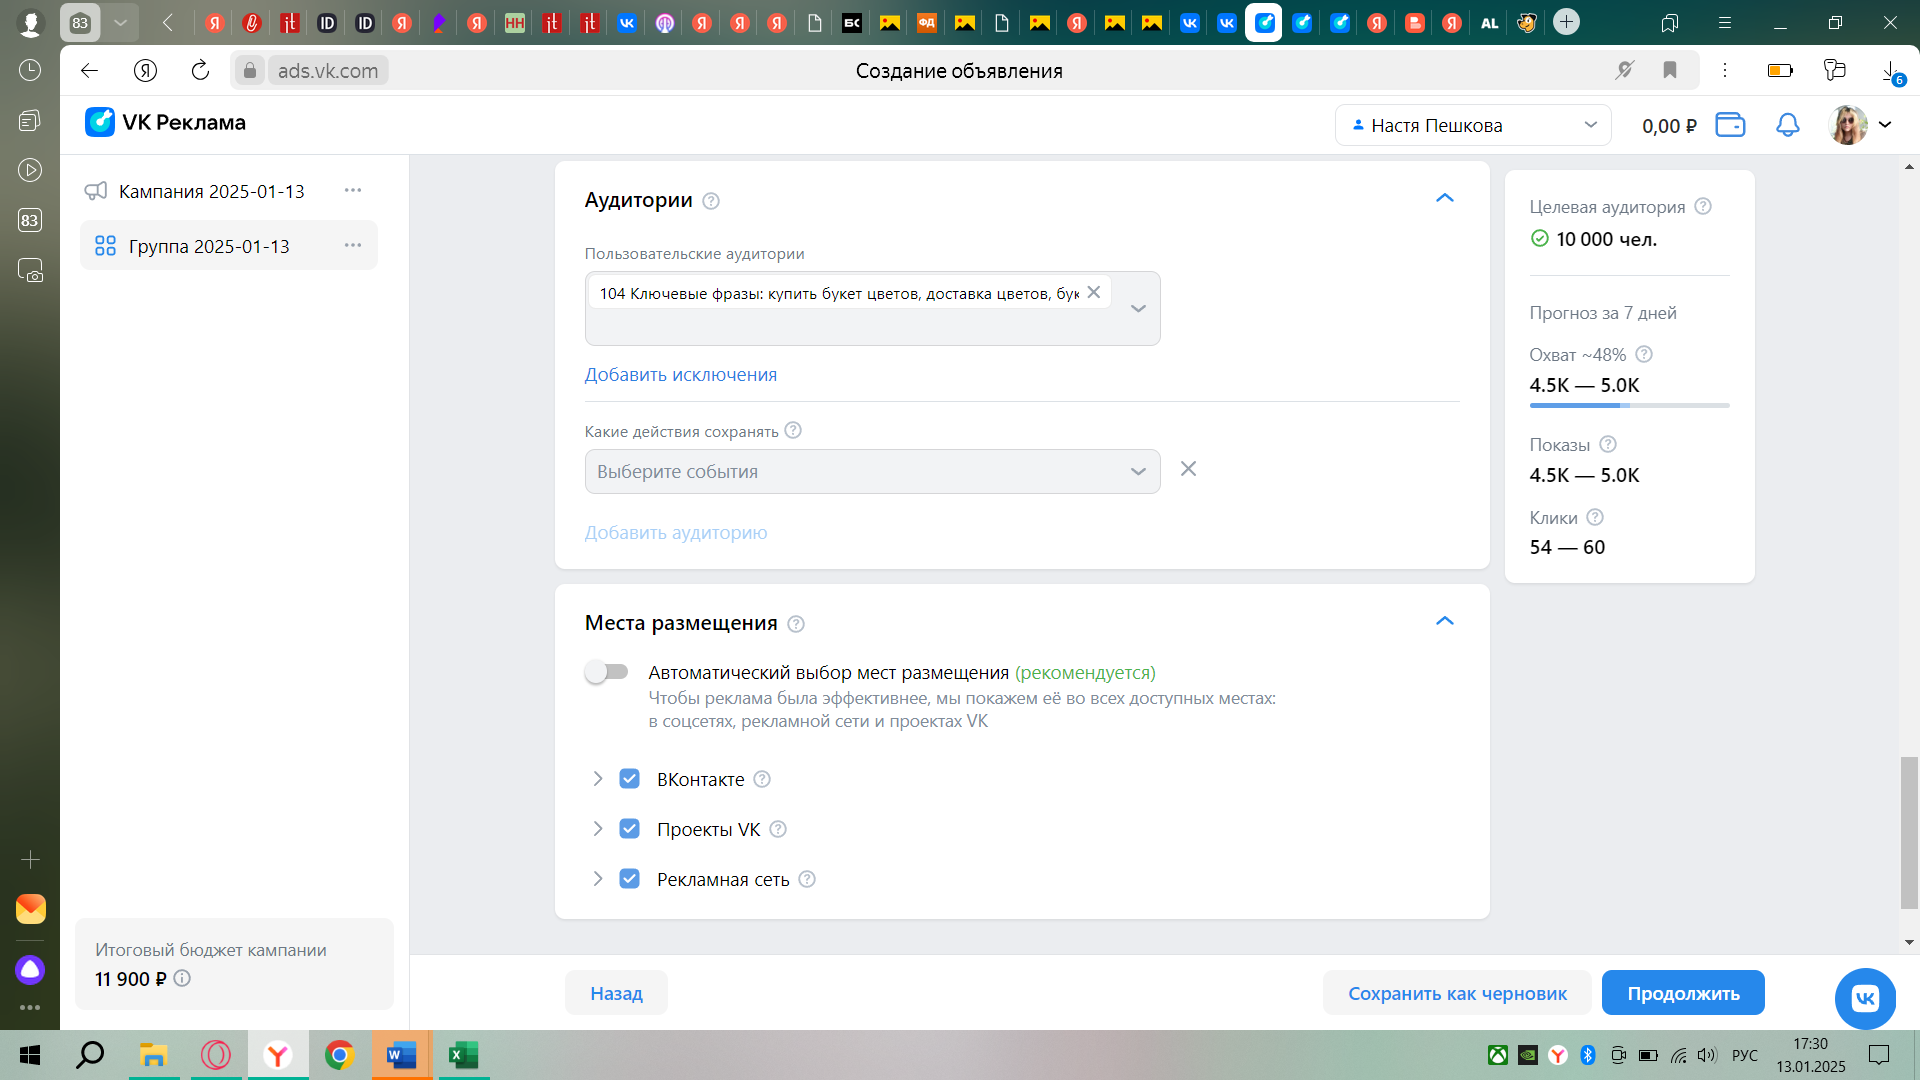 83
ads.vk.com
Создание объявления
6
VK Реклама
Настя Пешкова
0,00 ₽
Кампания 2025-01-13
Группа 2025-01-13
83
Аудитории
Пользовательские аудитории
104 Ключевые фразы: купить букет цветов, доставка цветов, бук
Добавить исключения
Какие действия сохранять
Выберите события
Добавить аудиторию
Целевая аудитория
10 000 чел.
Прогноз за 7 дней
Охват ~48%
4.5K — 5.0K
Показы
4.5K — 5.0K
Клики
54 — 60
Места размещения
Автоматический выбор мест размещения (рекомендуется)
Чтобы реклама была эффективнее, мы покажем её во всех доступных местах:
в соцсетях, рекламной сети и проектах VK
ВКонтакте
Проекты VK
Рекламная сеть
Итоговый бюджет кампании
11 900 ₽
Назад
Сохранить как черновик
Продолжить
РУС
17:30
13.01.2025